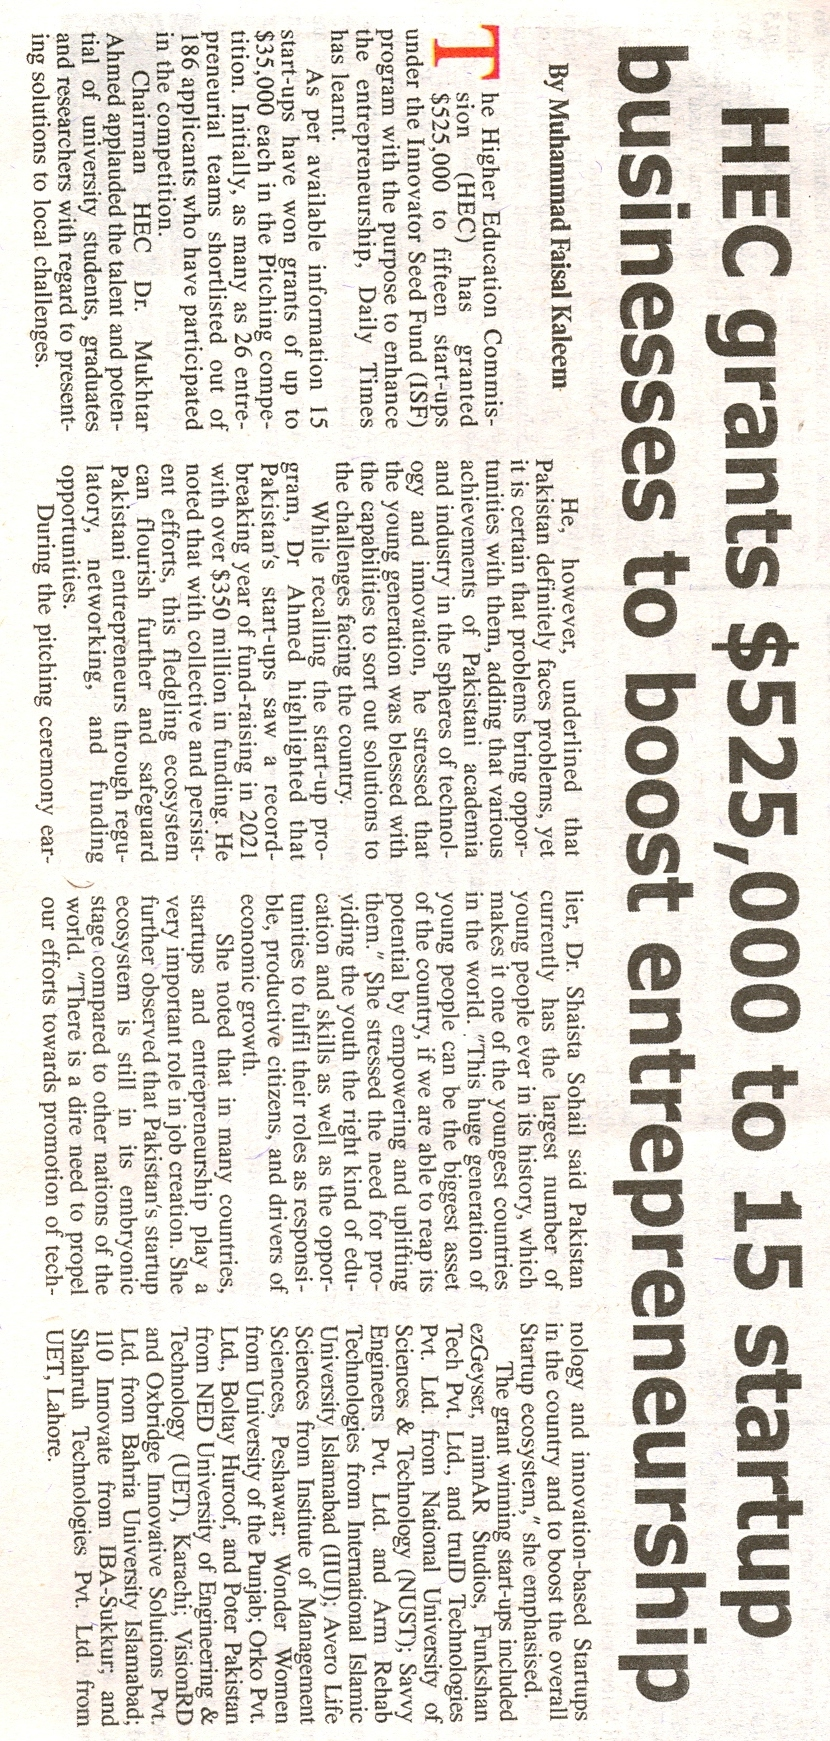 HEC grants $525,000 to 15 startup
businesses to boost entrepreneurship
By Muhammad Faisal Kaleem
The Higher Education Commis-
sion (HEC) has granted
$525,000 to fifteen start-ups
under the Innovator Seed Fund (ISF)
program with the purpose to enhance
the entrepreneurship, Daily Times
has learnt.
As per available information 15
start-ups have won grants of up to
$35,000 each in the Pitching compe-
tition. Initially, as many as 26 entre-
preneurial teams shortlisted out of
186 applicants who have participated
in the competition.
Chairman HEC Dr. Mukhtar
Ahmed applauded the talent and poten-
tial of university students, graduates
and researchers with regard to present-
ing solutions to local challenges.
He, however, underlined that
Pakistan definitely faces problems, yet
it is certain that problems bring oppor-
tunities with them, adding that various
achievements of Pakistani academia
and industry in the spheres of technol-
ogy and innovation, he stressed that
the young generation was blessed with
the capabilities to sort out solutions to
the challenges facing the country.
While recalling the start-up pro-
gram, Dr Ahmed highlighted that
Pakistan's start-ups saw a record-
breaking year of fund-raising in 2021
with over $350 million in funding. He
noted that with collective and persist-
ent efforts, this fledgling ecosystem
can flourish further and safeguard
Pakistani entrepreneurs through regu-
latory, networking, and funding
opportunities.
During the pitching ceremony ear-
lier, Dr. Shaista Sohail said Pakistan
currently has the largest number of
young people ever in its history, which
makes it one of the youngest countries
in the world. "This huge generation of
young people can be the biggest asset
of the country, if we are able to reap its
potential by empowering and uplifting
them." She stressed the need for pro-
viding the youth the right kind of edu-
cation and skills as well as the oppor-
tunities to fulfil their roles as responsi-
ble, productive citizens, and drivers of
economic growth.
She noted that in many countries,
startups and entrepreneurship play a
very important role in job creation. She
further observed that Pakistan's startup
ecosystem is still in its embryonic
stage compared to other nations of the
world. "There is a dire need to propel
our efforts towards promotion of tech-
nology and innovation-based Startups
in the country and to boost the overall
Startup ecosystem," she emphasised.
The grant winning start-ups included
ezGeyser, mimAR Studios, Funkshan
Tech Pvt. Ltd., and truID Technologies
Pvt. Ltd. from National University of
Sciences & Technology (NUST); Savvy
Engineers Pvt. Ltd. and Arm Rehab
Technologies from International Islamic
University Islamabad (IIUI); Avero Life
Sciences from Institute of Management
Sciences, Peshawar; Wonder Women
from University of the Punjab; Orko Pvt.
Ltd., Boltay Huroof, and Poter Pakistan
from NED University of Engineering &
Technology (UET), Karachi; VisionRD
and Oxbridge Innovative Solutions Pvt.
Ltd. from Bahria University Islamabad;
110 Innovate from IBA-Sukkur; and
Shahruh Technologies Pvt. Ltd. from
UET, Lahore.